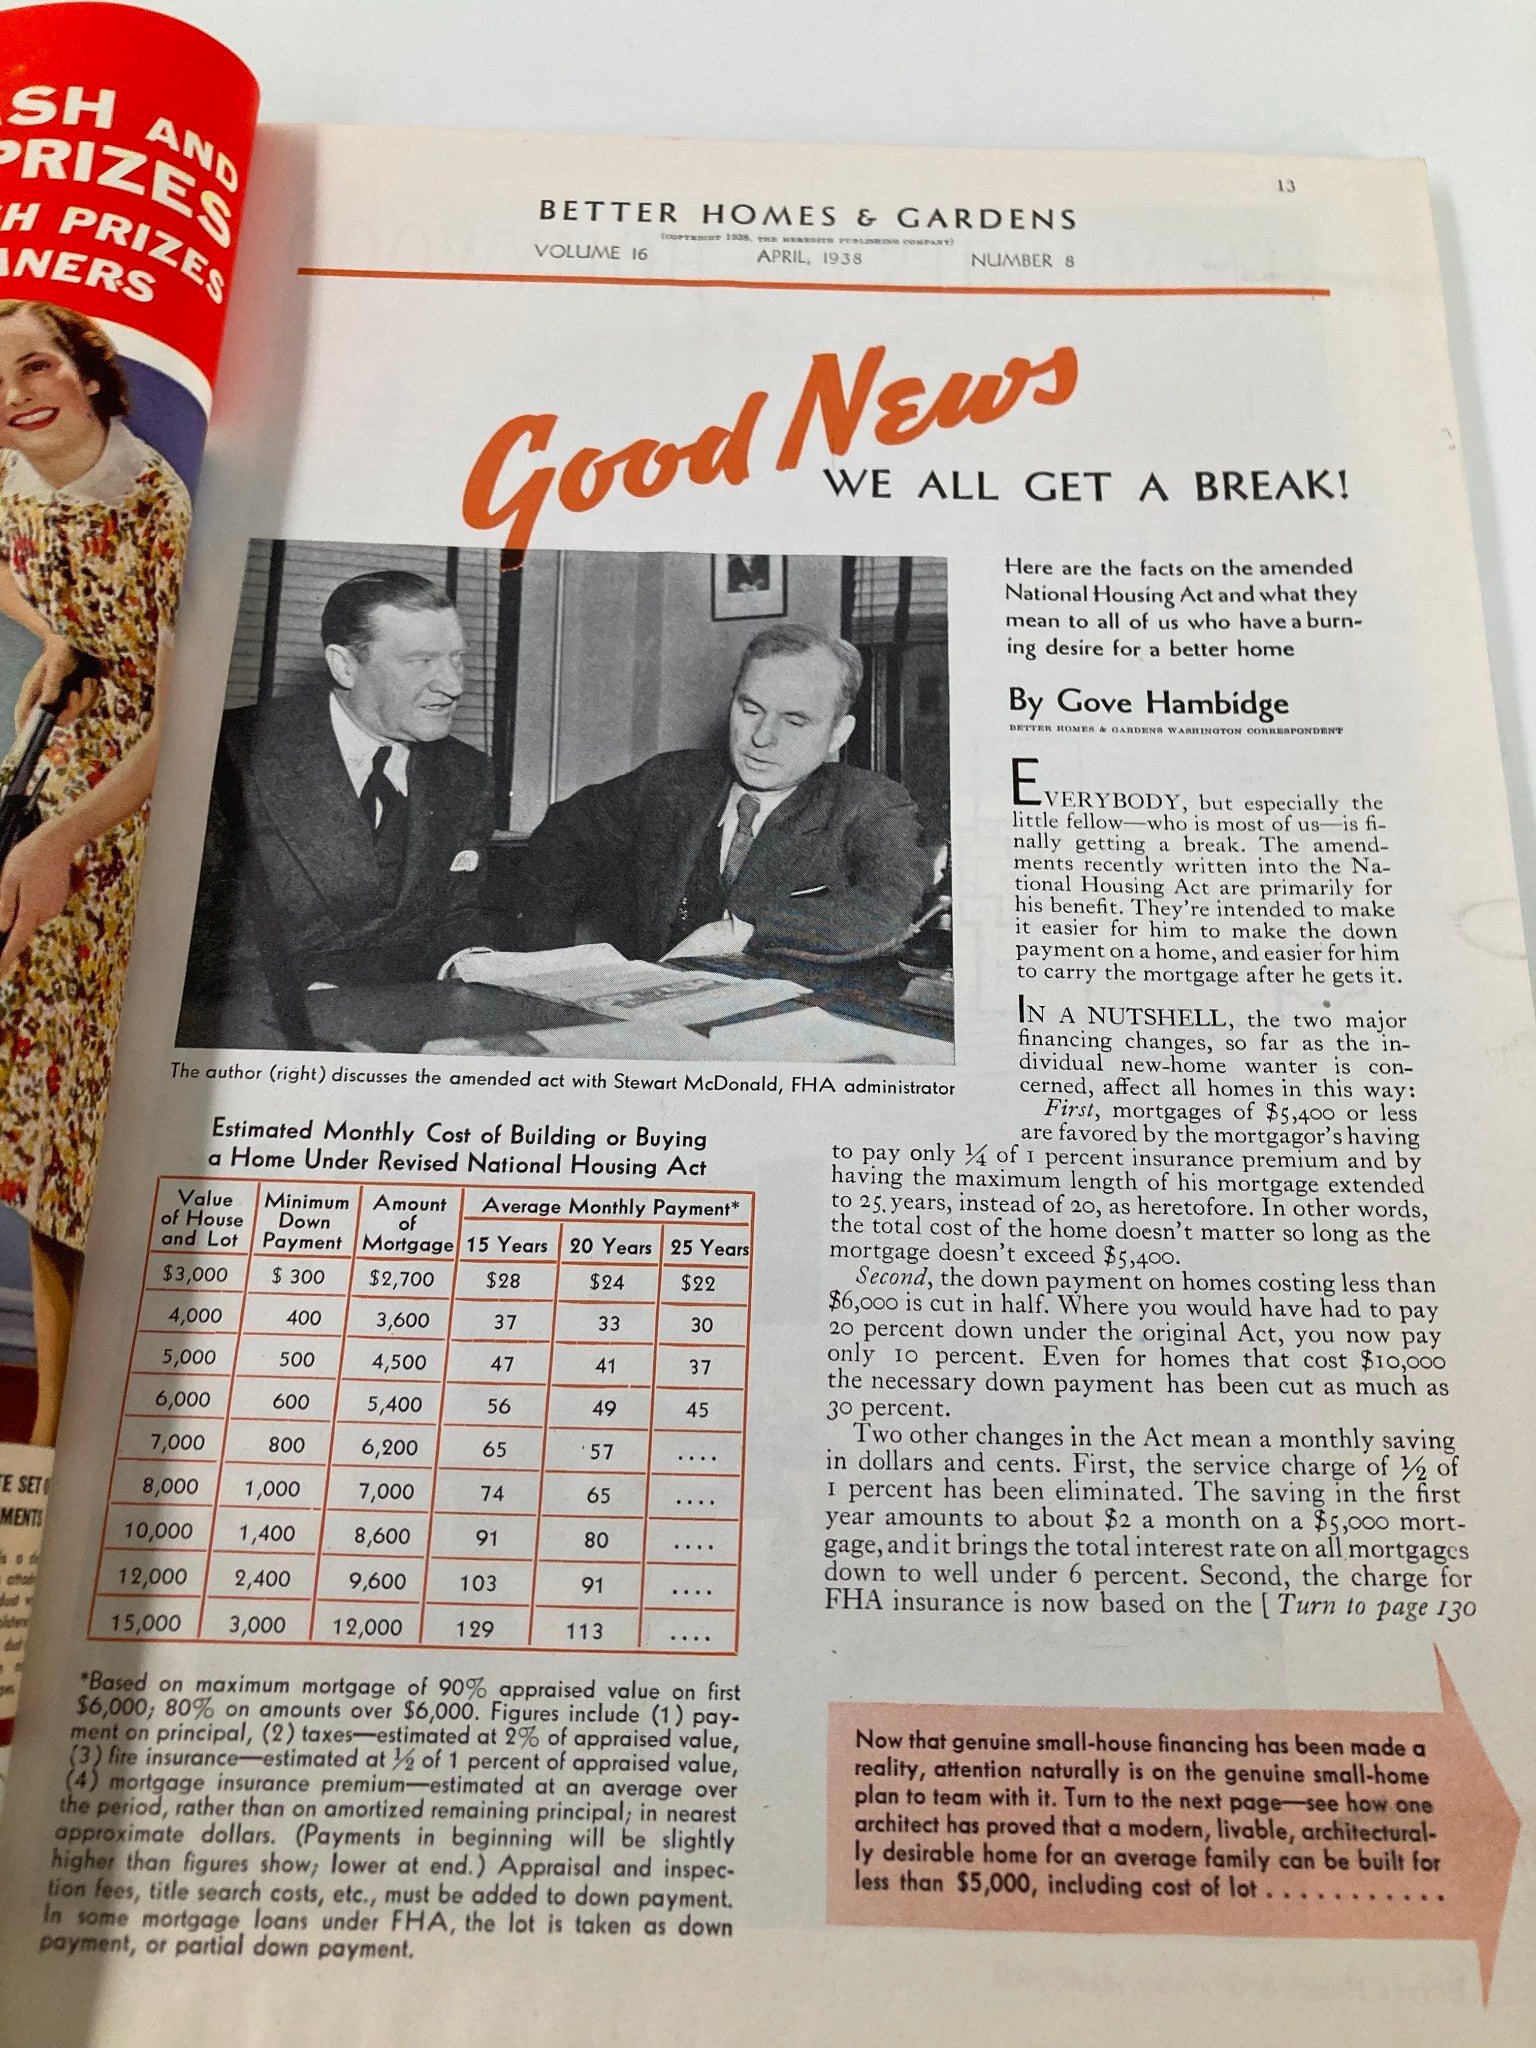 ASH AND
PRIZES
SH PRIZES
ANERS
TE SET
MENTS
13
BETTER HOMES & GARDENS
(COPYRIGHT 1938, THE MEREDITH PUBLISHING COMPANY)
VOLUME 16 APRIL, 1938 NUMBER 8
Good News
WE ALL GET A BREAK!
Here are the facts on the amended
National Housing Act and what they
mean to all of us who have a burn-
ing desire for a better home
By Gove Hambidge
BETTER HOMES & GARDENS WASHINGTON CORRESPONDENT
EVERYBODY, but especially the
little fellow—who is most of us—is fi-
nally getting a break. The amend-
ments recently written into the Na-
tional Housing Act are primarily for
his benefit. They're intended to make
it easier for him to make the down
payment on a home, and easier for him
to carry the mortgage after he gets it.
IN A NUTSHELL, the two major
financing changes, so far as the in-
dividual new-home wanter is con-
cerned, affect all homes in this way:
First, mortgages of $5,400 or less
are favored by the mortgagor's having
to pay only ¼ of 1 percent insurance premium and by
having the maximum length of his mortgage extended
to 25 years, instead of 20, as heretofore. In other words,
the total cost of the home doesn't matter so long as the
mortgage doesn't exceed $5,400.
Second, the down payment on homes costing less than
$6,000 is cut in half. Where you would have had to pay
20 percent down under the original Act, you now pay
only 10 percent. Even for homes that cost $10,000
the necessary down payment has been cut as much as
30 percent.
Two other changes in the Act mean a monthly saving
in dollars and cents. First, the service charge of ½ of
1 percent has been eliminated. The saving in the first
year amounts to about $2 a month on a $5,000 mort-
gage, and it brings the total interest rate on all mortgages
down to well under 6 percent. Second, the charge for
FHA insurance is now based on the [ Turn to page 130
The author (right) discusses the amended act with Stewart McDonald, FHA administrator
Estimated Monthly Cost of Building or Buying
a Home Under Revised National Housing Act
Value of House and Lot Minimum Down Payment Amount of Mortgage Average Monthly Payment*
15 Years 20 Years 25 Years
$3,000 $ 300 $2,700 $28 $24 $22
4,000 400 3,600 37 33 30
5,000 500 4,500 47 41 37
6,000 600 5,400 56 49 45
7,000 800 6,200 65 57 ....
8,000 1,000 7,000 74 65 ....
10,000 1,400 8,600 91 80 ....
12,000 2,400 9,600 103 91 ....
15,000 3,000 12,000 129 113 ....
*Based on maximum mortgage of 90% appraised value on first
$6,000; 80% on amounts over $6,000. Figures include (1) pay-
ment on principal, (2) taxes—estimated at 2% of appraised value,
(3) fire insurance—estimated at ½ of 1 percent of appraised value,
(4) mortgage insurance premium—estimated at an average over
the period, rather than on amortized remaining principal; in nearest
approximate dollars. (Payments in beginning will be slightly
higher than figures show; lower at end.) Appraisal and inspec-
tion fees, title search costs, etc., must be added to down payment.
In some mortgage loans under FHA, the lot is taken as down
payment, or partial down payment.
Now that genuine small-house financing has been made a
reality, attention naturally is on the genuine small-home
plan to team with it. Turn to the next page—see how one
architect has proved that a modern, livable, architectural-
ly desirable home for an average family can be built for
less than $5,000, including cost of lot ...........